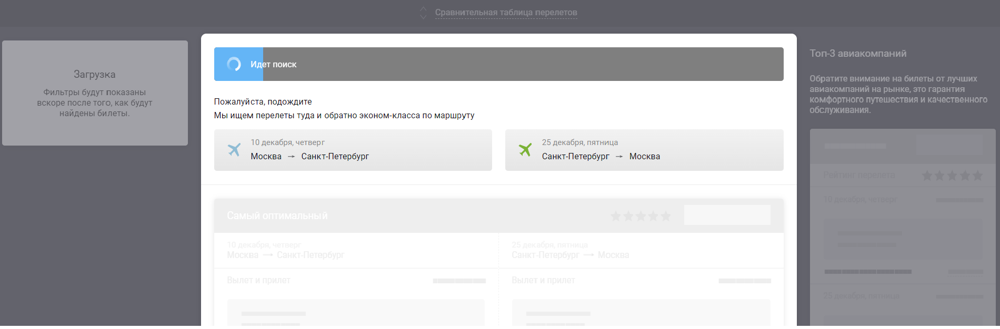 Сравнительная таблица перелетов
Загрузка
Фильтры будут показаны
вскоре после того, как будут
найдены билеты.
Идет поиск
Пожалуйста, подождите
Мы ищем перелеты туда и обратно эконом-класса по маршруту
10 декабря, четверг
Москва → Санкт-Петербург
25 декабря, пятница
Санкт-Петербург → Москва
Самый оптимальный
10 декабря, четверг
Москва → Санкт-Петербург
25 декабря, пятница
Санкт-Петербург → Москва
Вылет и прилет
Вылет и прилет
Топ-3 авиакомпаний
Обратите внимание на билеты от лучших
авиакомпаний на рынке, это гарантия
комфортного путешествия и качественного
обслуживания.
Рейтинг перелета
10 декабря, четверг
25 декабря, пятница